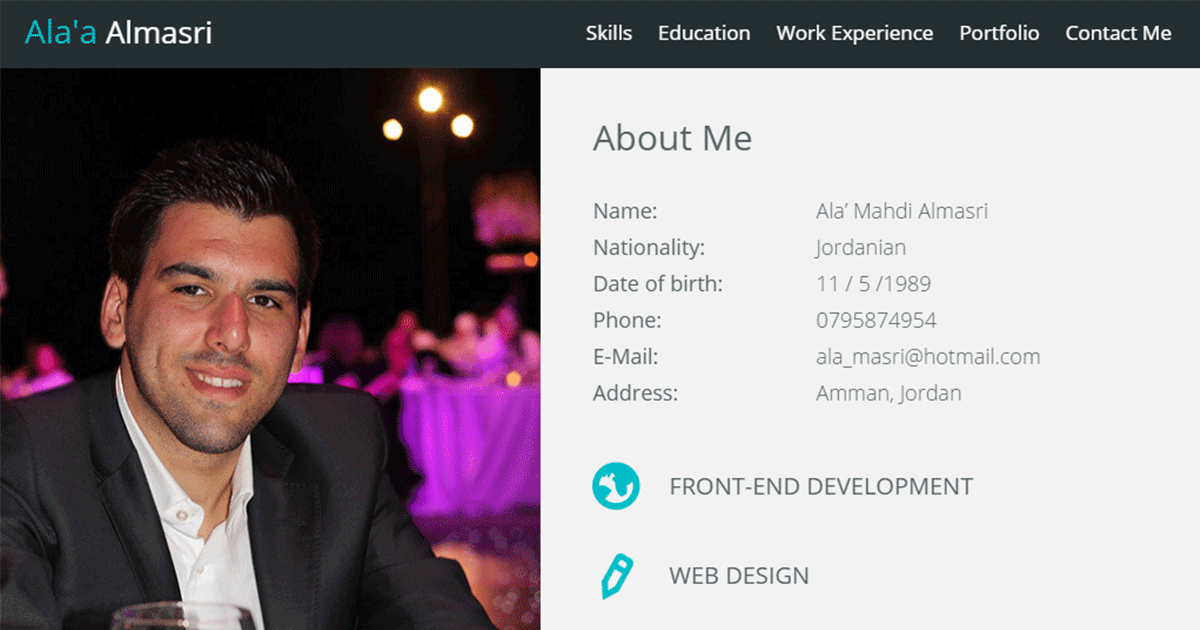 Ala'a Almasri
Skills Education Work Experience Portfolio Contact Me
About Me
Name: Ala’ Mahdi Almasri
Nationality: Jordanian
Date of birth: 11 / 5 /1989
Phone: 0795874954
E-Mail: ala_masri@hotmail.com
Address: Amman, Jordan
FRONT-END DEVELOPMENT
WEB DESIGN